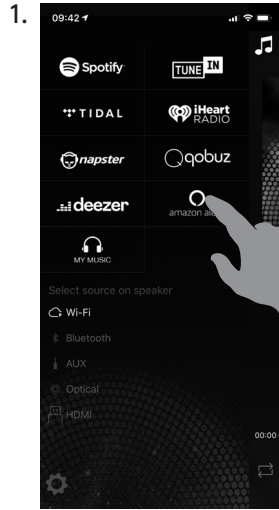 1.
09:42
Spotify
TUNE IN
TIDAL
iHeart
RADIO
napster
qobuz
deezer
amazon
MY MUSIC
Select source on speaker
Wi-Fi
Bluetooth
AUX
Optical
HDMI
00:00